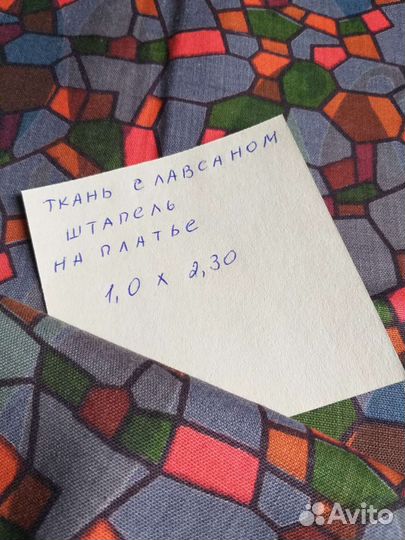 ТКАНЬ С ЛАВСАНОМ
ШТАПЕЛЬ
НА ПЛАТЬЕ
1,0 х 2,30
Avito